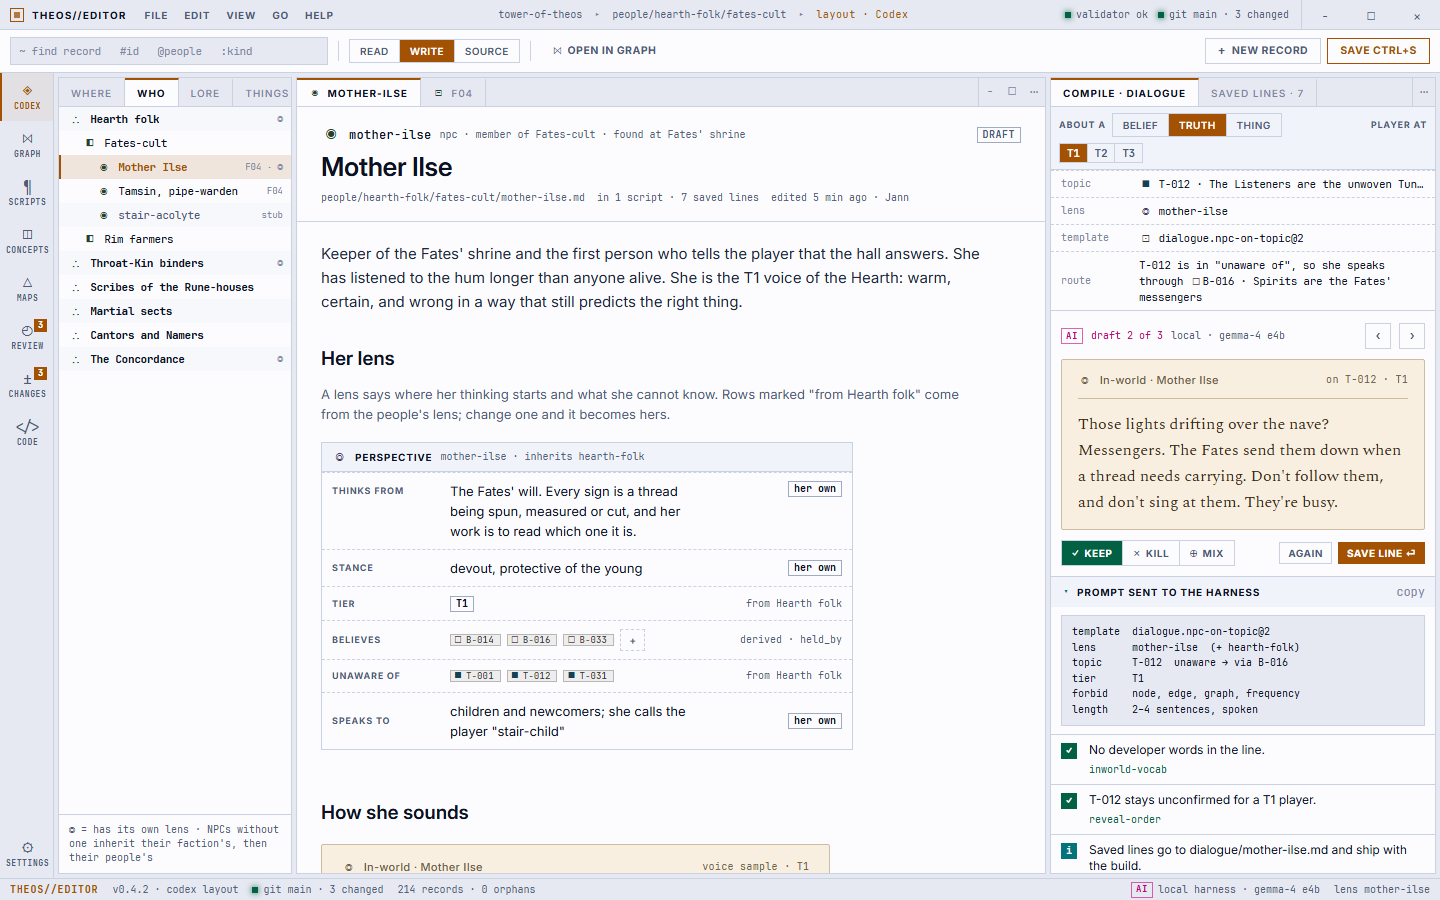 THEOS//EDITOR FILE EDIT VIEW GO HELP
tower-of-theos ▸ people/hearth-folk/fates-cult ▸ layout · Codex
validator ok git main · 3 changed
~ find record #id @people :kind
READ WRITE SOURCE
OPEN IN GRAPH
+ NEW RECORD
SAVE CTRL+S
CODEX
GRAPH
SCRIPTS
CONCEPTS
MAPS
3
REVIEW
3
CHANGES
</>
CODE
SETTINGS
WHERE WHO LORE THINGS
Hearth folk
Fates-cult
Mother Ilse F04 ·
Tamsin, pipe-warden F04
stair-acolyte stub
Rim farmers
Throat-Kin binders
Scribes of the Rune-houses
Martial sects
Cantors and Namers
The Concordance
= has its own lens · NPCs without
one inherit their faction's, then
their people's
MOTHER-ILSE F04
mother-ilse npc · member of Fates-cult · found at Fates' shrine
DRAFT
Mother Ilse
people/hearth-folk/fates-cult/mother-ilse.md in 1 script · 7 saved lines edited 5 min ago · Jann
Keeper of the Fates' shrine and the first person who tells the player that the hall answers. She
has listened to the hum longer than anyone alive. She is the T1 voice of the Hearth: warm,
certain, and wrong in a way that still predicts the right thing.
Her lens
A lens says where her thinking starts and what she cannot know. Rows marked "from Hearth folk" come
from the people's lens; change one and it becomes hers.
PERSPECTIVE mother-ilse · inherits hearth-folk
THINKS FROM The Fates' will. Every sign is a thread her own
being spun, measured or cut, and her
work is to read which one it is.
STANCE devout, protective of the young her own
TIER T1 from Hearth folk
BELIEVES B-014 B-016 B-033 + derived · held_by
UNAWARE OF T-001 T-012 T-031 from Hearth folk
SPEAKS TO children and newcomers; she calls the her own
player "stair-child"
How she sounds
In-world · Mother Ilse voice sample · T1
COMPILE · DIALOGUE SAVED LINES · 7
ABOUT A BELIEF TRUTH THING PLAYER AT
T1 T2 T3
topic T-012 · The Listeners are the unwoven Tun…
lens mother-ilse
template dialogue.npc-on-topic@2
route T-012 is in "unaware of", so she speaks
through B-016 · Spirits are the Fates'
messengers
AI draft 2 of 3 local · gemma-4 e4b ‹ ›
In-world · Mother Ilse on T-012 · T1
Those lights drifting over the nave?
Messengers. The Fates send them down when
a thread needs carrying. Don't follow them,
and don't sing at them. They're busy.
✓ KEEP × KILL MIX AGAIN SAVE LINE ⏎
PROMPT SENT TO THE HARNESS copy
template dialogue.npc-on-topic@2
lens mother-ilse (+ hearth-folk)
topic T-012 unaware → via B-016
tier T1
forbid node, edge, graph, frequency
length 2–4 sentences, spoken
No developer words in the line.
inworld-vocab
T-012 stays unconfirmed for a T1 player.
reveal-order
i Saved lines go to dialogue/mother-ilse.md and ship with
the build.
THEOS//EDITOR v0.4.2 · codex layout git main · 3 changed 214 records · 0 orphans
AI local harness · gemma-4 e4b lens mother-ilse